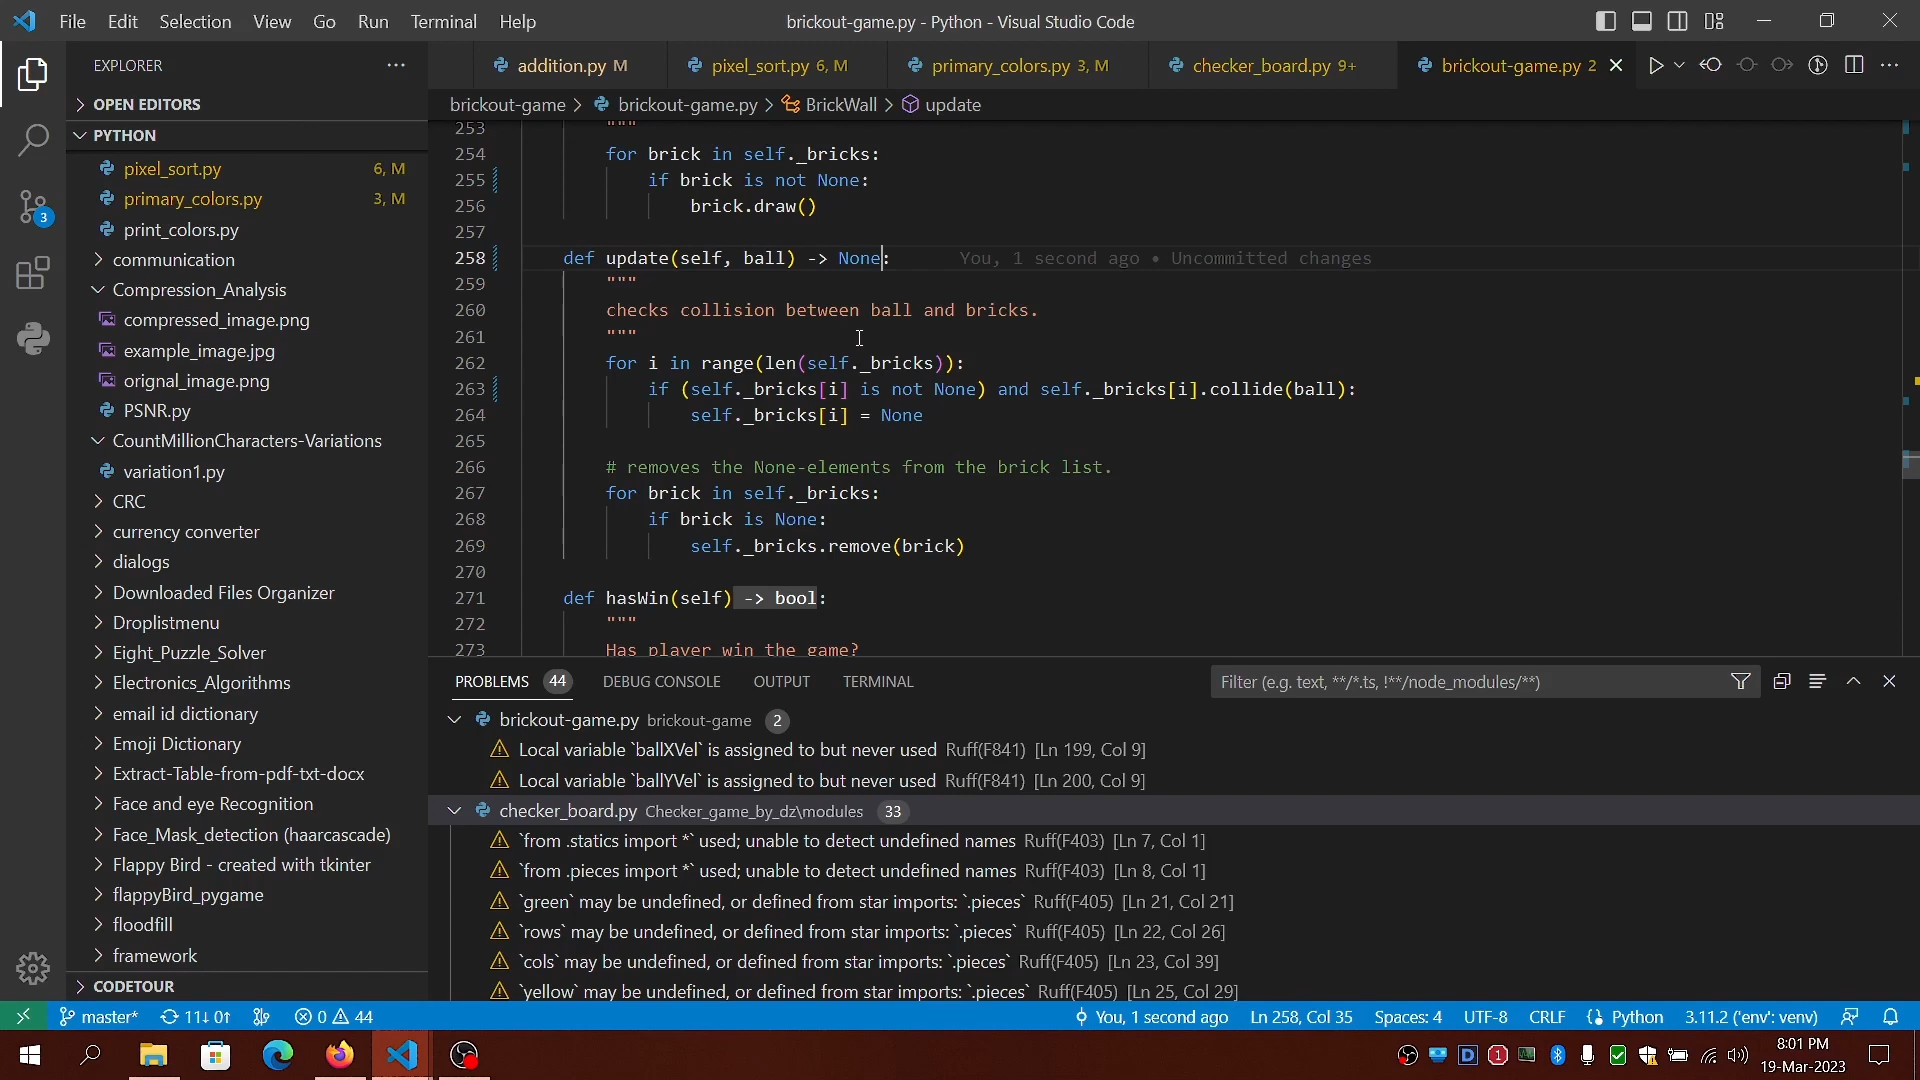 File Edit Selection View Go Run Terminal Help
brickout-game.py - Python - Visual Studio Code
EXPLORER
addition.py M
pixel_sort.py 6, M
primary_colors.py 3, M
checker_board.py 9+
brickout-game.py 2
OPEN EDITORS
PYTHON
pixel_sort.py 6, M
primary_colors.py 3, M
print_colors.py
communication
Compression_Analysis
compressed_image.png
example_image.jpg
orignal_image.png
PSNR.py
CountMillionCharacters-Variations
variation1.py
CRC
currency converter
dialogs
Downloaded Files Organizer
Droplistmenu
Eight_Puzzle_Solver
Electronics_Algorithms
email id dictionary
Emoji Dictionary
Extract-Table-from-pdf-txt-docx
Face and eye Recognition
Face_Mask_detection (haarcascade)
Flappy Bird - created with tkinter
flappyBird_pygame
floodfill
framework
CODETOUR
3
brickout-game > brickout-game.py > BrickWall > update
253 """
254 for brick in self._bricks:
255 if brick is not None:
256 brick.draw()
257
258 def update(self, ball) -> None: You, 1 second ago • Uncommitted changes
259 """
260 checks collision between ball and bricks.
261 """
262 for i in range(len(self._bricks)):
263 if (self._bricks[i] is not None) and self._bricks[i].collide(ball):
264 self._bricks[i] = None
265
266 # removes the None-elements from the brick list.
267 for brick in self._bricks:
268 if brick is None:
269 self._bricks.remove(brick)
270
271 def hasWin(self) -> bool:
272 """
273 Has player win the game?
PROBLEMS 44 DEBUG CONSOLE OUTPUT TERMINAL
Filter (e.g. text, **/*.ts, !**/node_modules/**)
brickout-game.py brickout-game 2
Local variable `ballXVel` is assigned to but never used Ruff(F841) [Ln 199, Col 9]
Local variable `ballYVel` is assigned to but never used Ruff(F841) [Ln 200, Col 9]
checker_board.py Checker_game_by_dz\modules 33
`from .statics import *` used; unable to detect undefined names Ruff(F403) [Ln 7, Col 1]
`from .pieces import *` used; unable to detect undefined names Ruff(F403) [Ln 8, Col 1]
`green` may be undefined, or defined from star imports: `.pieces` Ruff(F405) [Ln 21, Col 21]
`rows` may be undefined, or defined from star imports: `.pieces` Ruff(F405) [Ln 22, Col 26]
`cols` may be undefined, or defined from star imports: `.pieces` Ruff(F405) [Ln 23, Col 39]
`yellow` may be undefined, or defined from star imports: `.pieces` Ruff(F405) [Ln 25, Col 29]
master* 11↓ 0↑ 0 44 You, 1 second ago Ln 258, Col 35 Spaces: 4 UTF-8 CRLF Python 3.11.2 ('env': venv)
8:01 PM
19-Mar-2023